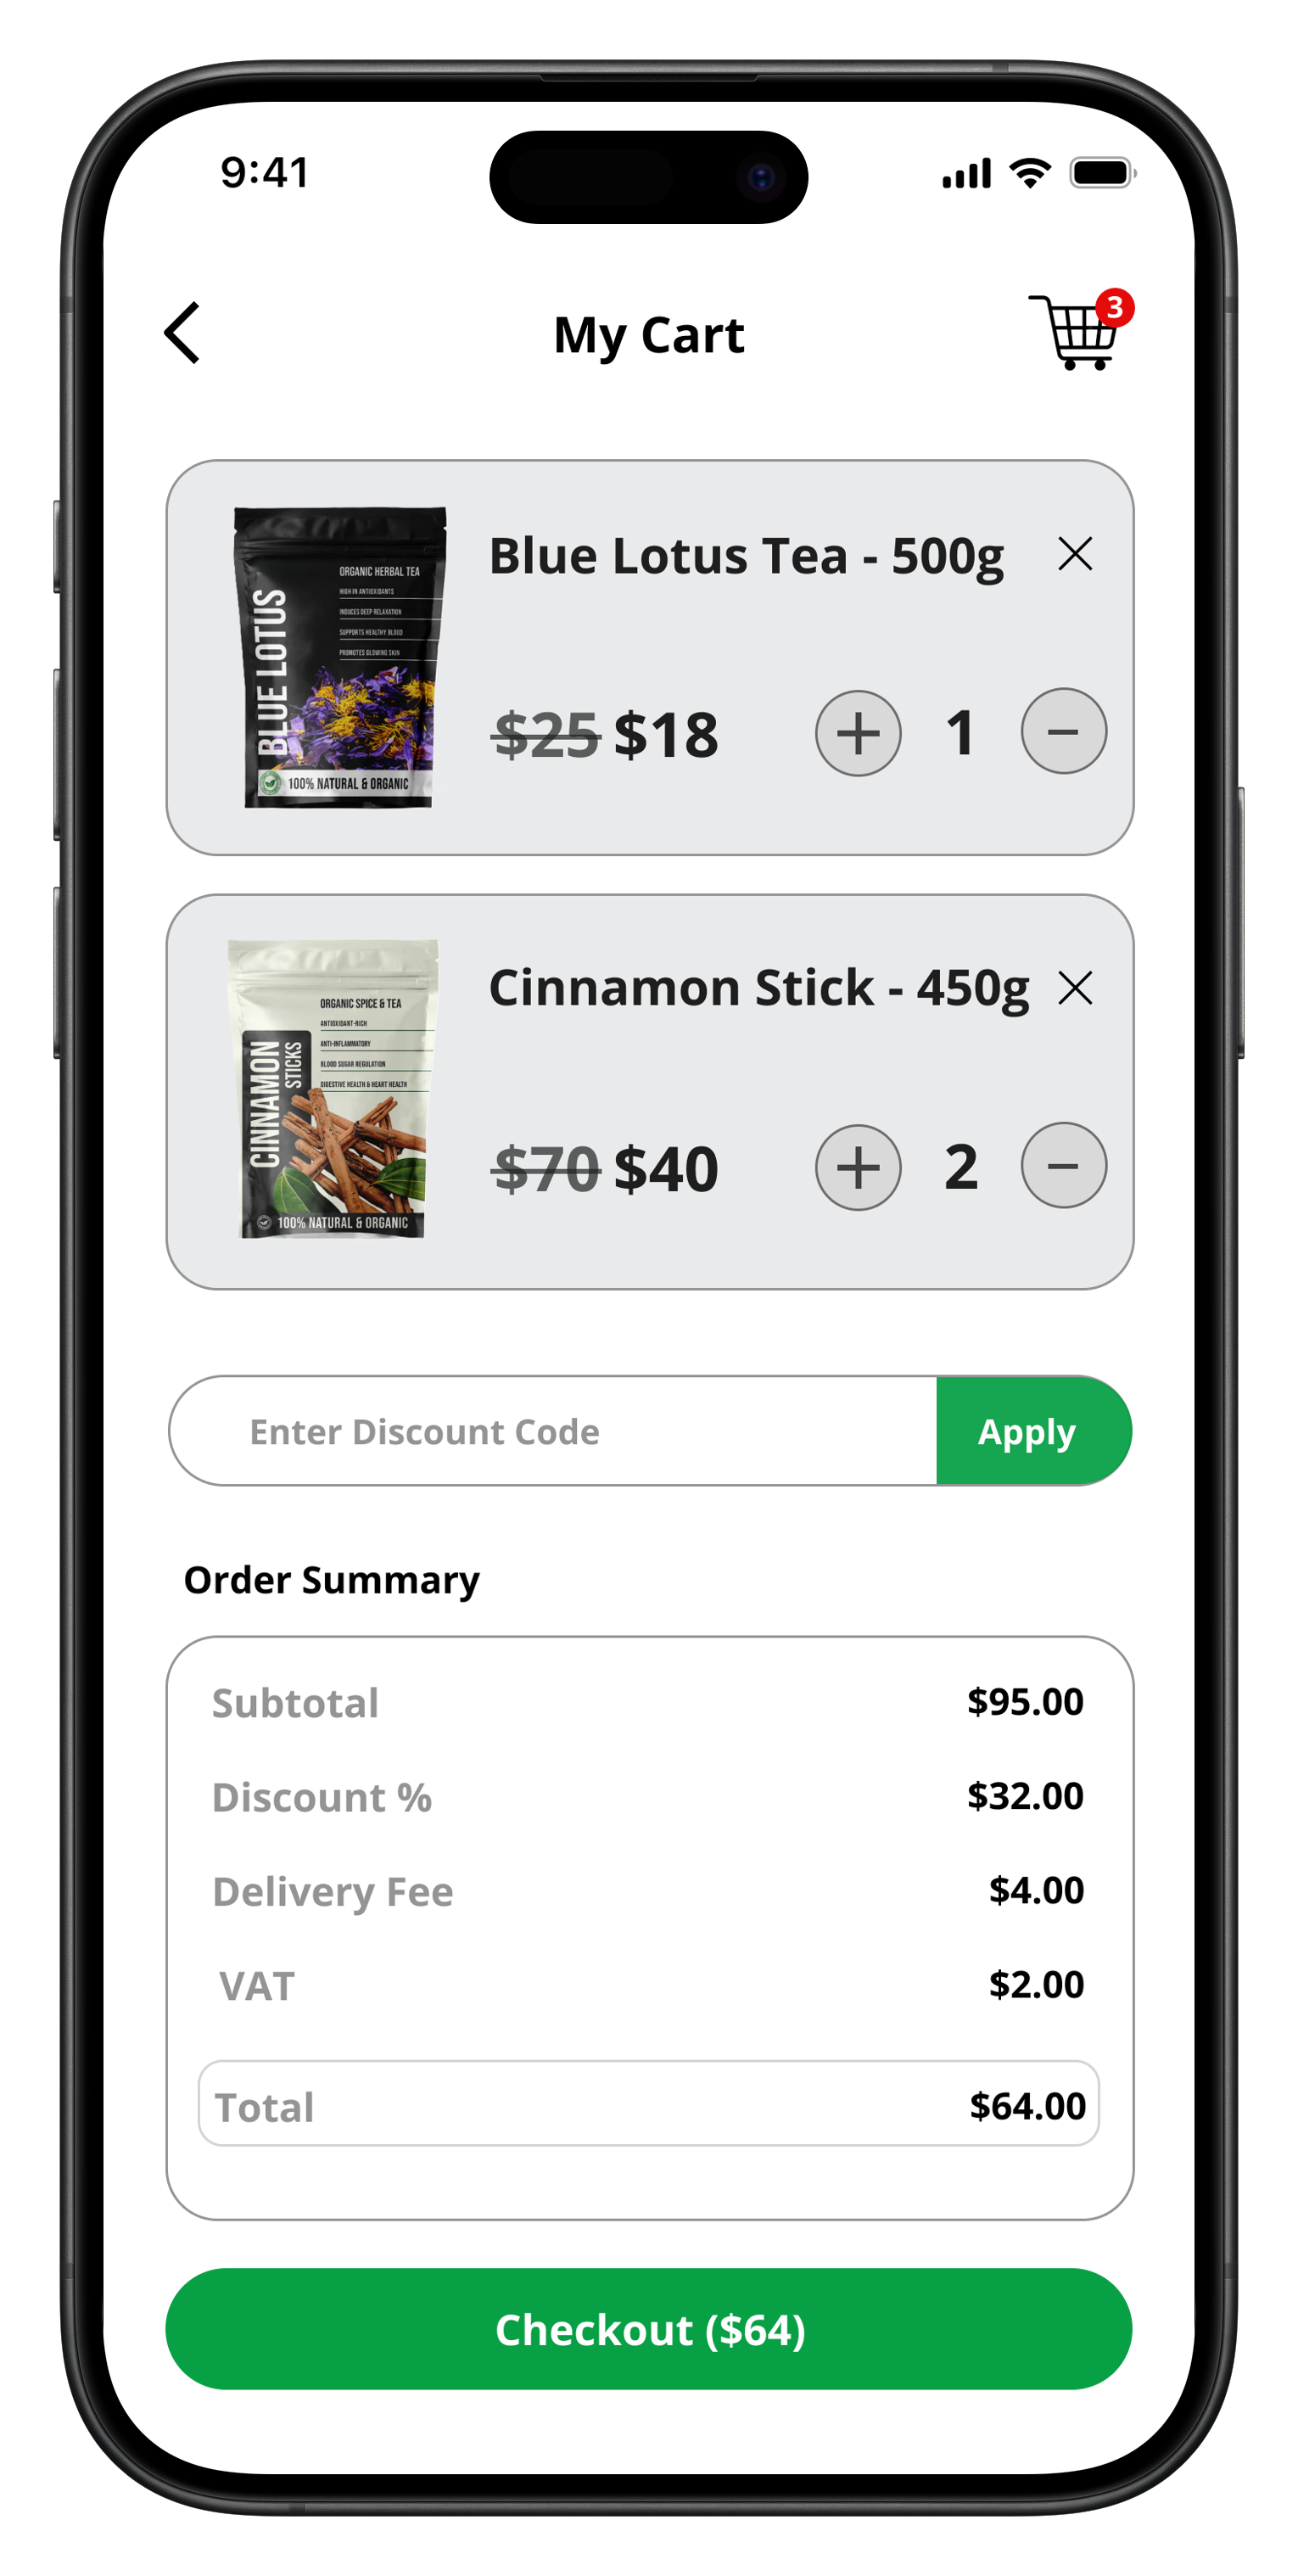 9:41
My Cart
3
Blue Lotus Tea - 500g
$25 $18
+ 1 −
BLUE LOTUS
ORGANIC HERBAL TEA
HIGH IN ANTIOXIDANTS
INDUCES DEEP RELAXATION
SUPPORTS HEALTHY BLOOD
PROMOTES GLOWING SKIN
100% NATURAL & ORGANIC
Cinnamon Stick - 450g
$70 $40
+ 2 −
CINNAMON
STICKS
ORGANIC SPICE & TEA
ANTIOXIDANT-RICH
ANTI-INFLAMMATORY
BLOOD SUGAR REGULATION
DIGESTIVE HEALTH & HEART HEALTH
100% NATURAL & ORGANIC
Enter Discount Code Apply
Order Summary
Subtotal $95.00
Discount % $32.00
Delivery Fee $4.00
VAT $2.00
Total $64.00
Checkout ($64)